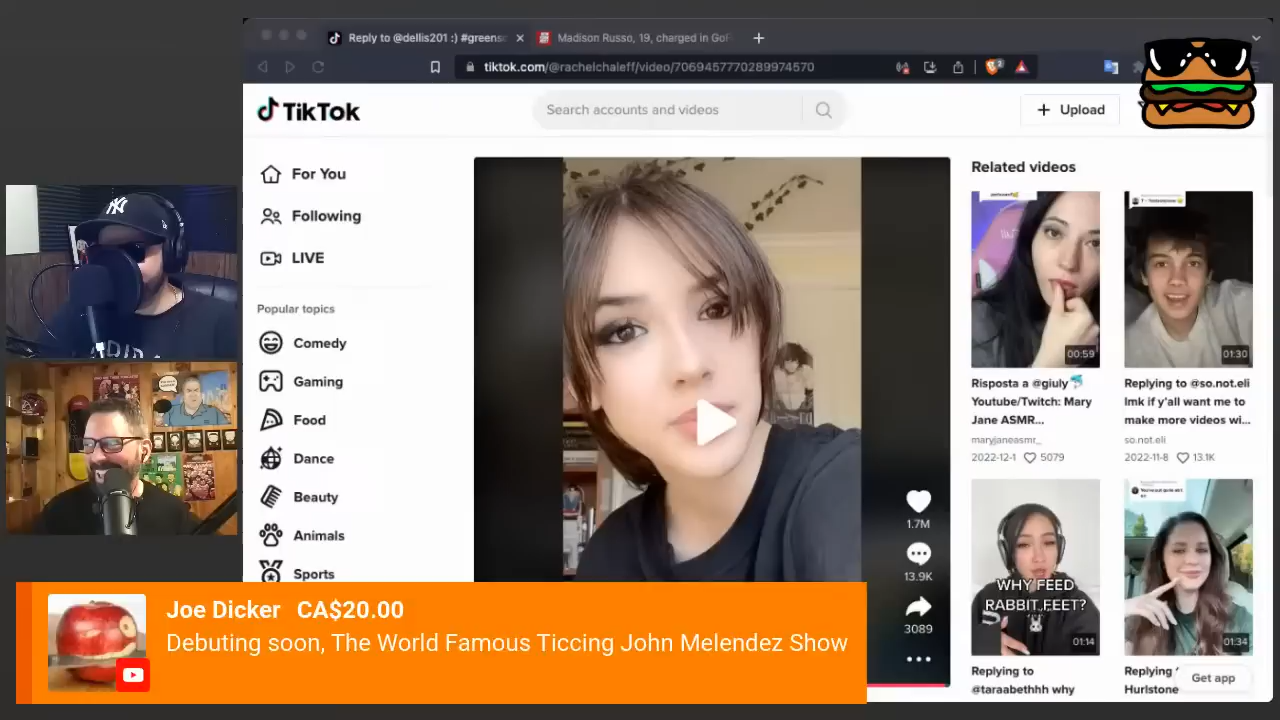 Reply to @dellis201 :) #greens
Madison Russo, 19, charged in GoF
tiktok.com/@rachelchaleff/video/7069457770289974570
TikTok
Search accounts and videos
Upload
For You
Following
LIVE
Popular topics
Comedy
Gaming
Food
Dance
Beauty
Animals
Sports
1.7M
13.9K
3089
Related videos
00:59
Risposta a @giuly
Youtube/Twitch: Mary
Jane ASMR...
maryjaneasmr_
2022-12-1 5079
01:30
Replying to @so.not.eli
lmk if y'all want me to
make more videos wi...
so.not.eli
2022-11-8 13.1K
WHY FEED
RABBIT FEET?
01:14
Replying to
@taraabethhh why
01:34
Replying
Hurlstone
Get app
Joe Dicker CA$20.00
Debuting soon, The World Famous Ticcing John Melendez Show